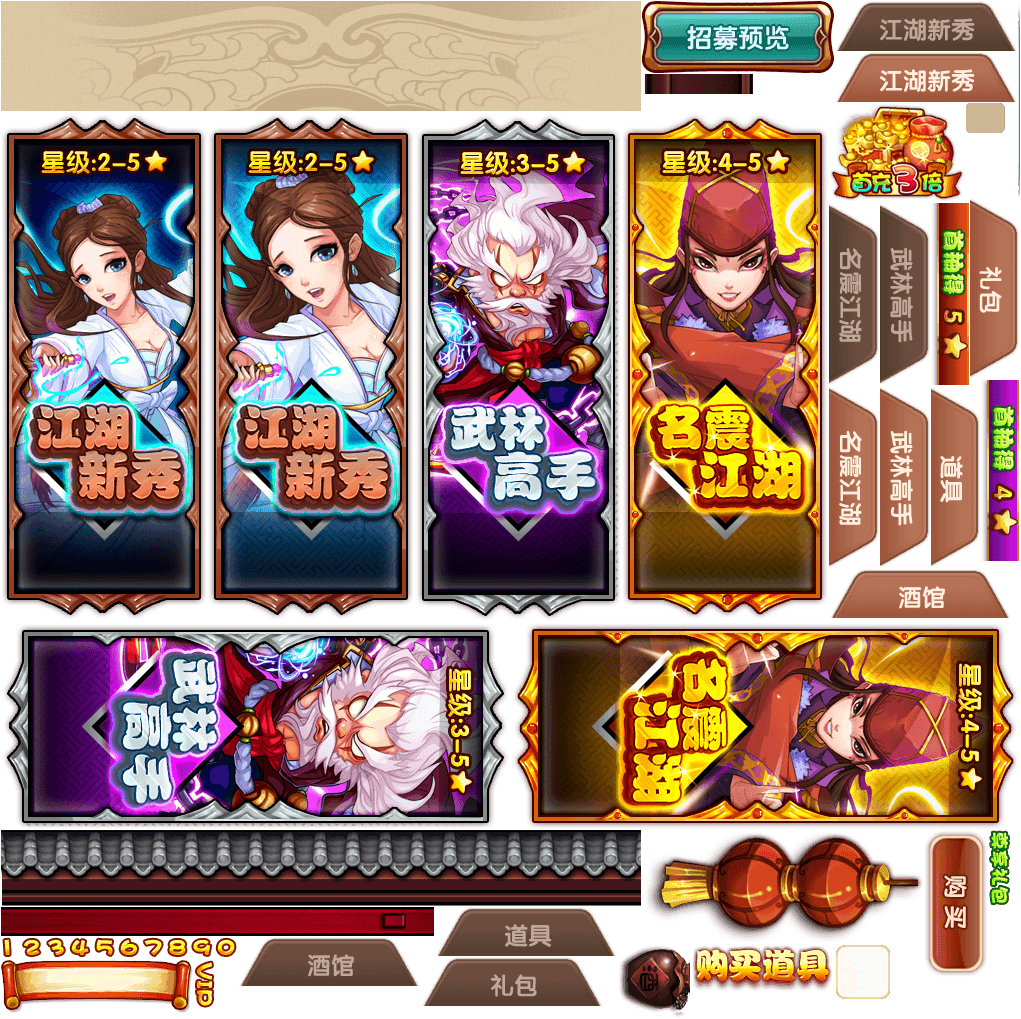 招募预览
江湖新秀
江湖新秀
首充3倍
星级:2-5
江湖
新秀
星级:2-5
江湖
新秀
星级:3-5
武林
高手
星级:4-5
名震
江湖
名震江湖
武林高手
首抽得 5
礼包
名震江湖
武林高手
道具
首抽得 4
酒馆
星级:3-5
武林
高手
星级:4-5
名震
江湖
购买
尊享礼包
1234567890
VIP
酒馆
道具
礼包
酒
购买道具